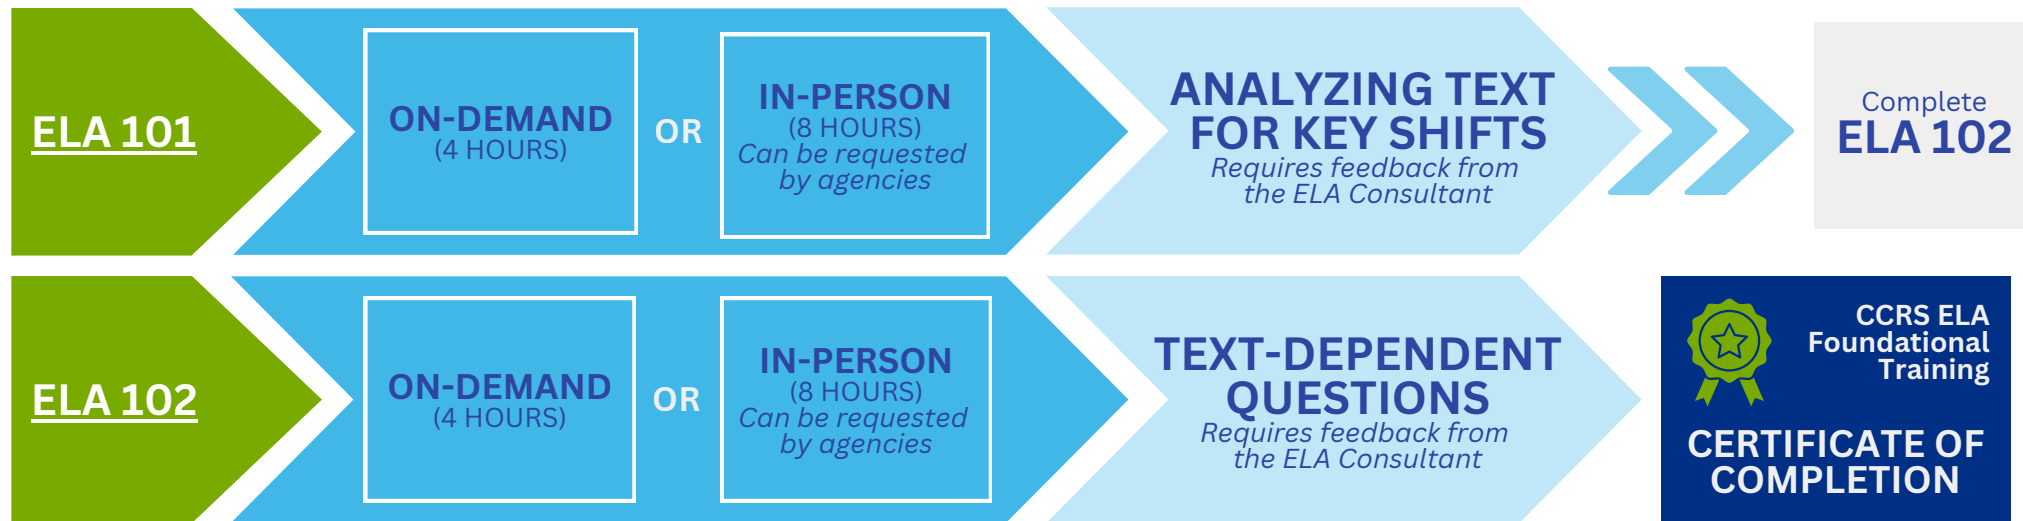 ELA 101
ON-DEMAND
(4 HOURS)
OR
IN-PERSON
(8 HOURS)
Can be requested
by agencies
ANALYZING TEXT
FOR KEY SHIFTS
Requires feedback from
the ELA Consultant
Complete
ELA 102
ELA 102
ON-DEMAND
(4 HOURS)
OR
IN-PERSON
(8 HOURS)
Can be requested
by agencies
TEXT-DEPENDENT
QUESTIONS
Requires feedback from
the ELA Consultant
CCRS ELA
Foundational
Training
CERTIFICATE OF
COMPLETION